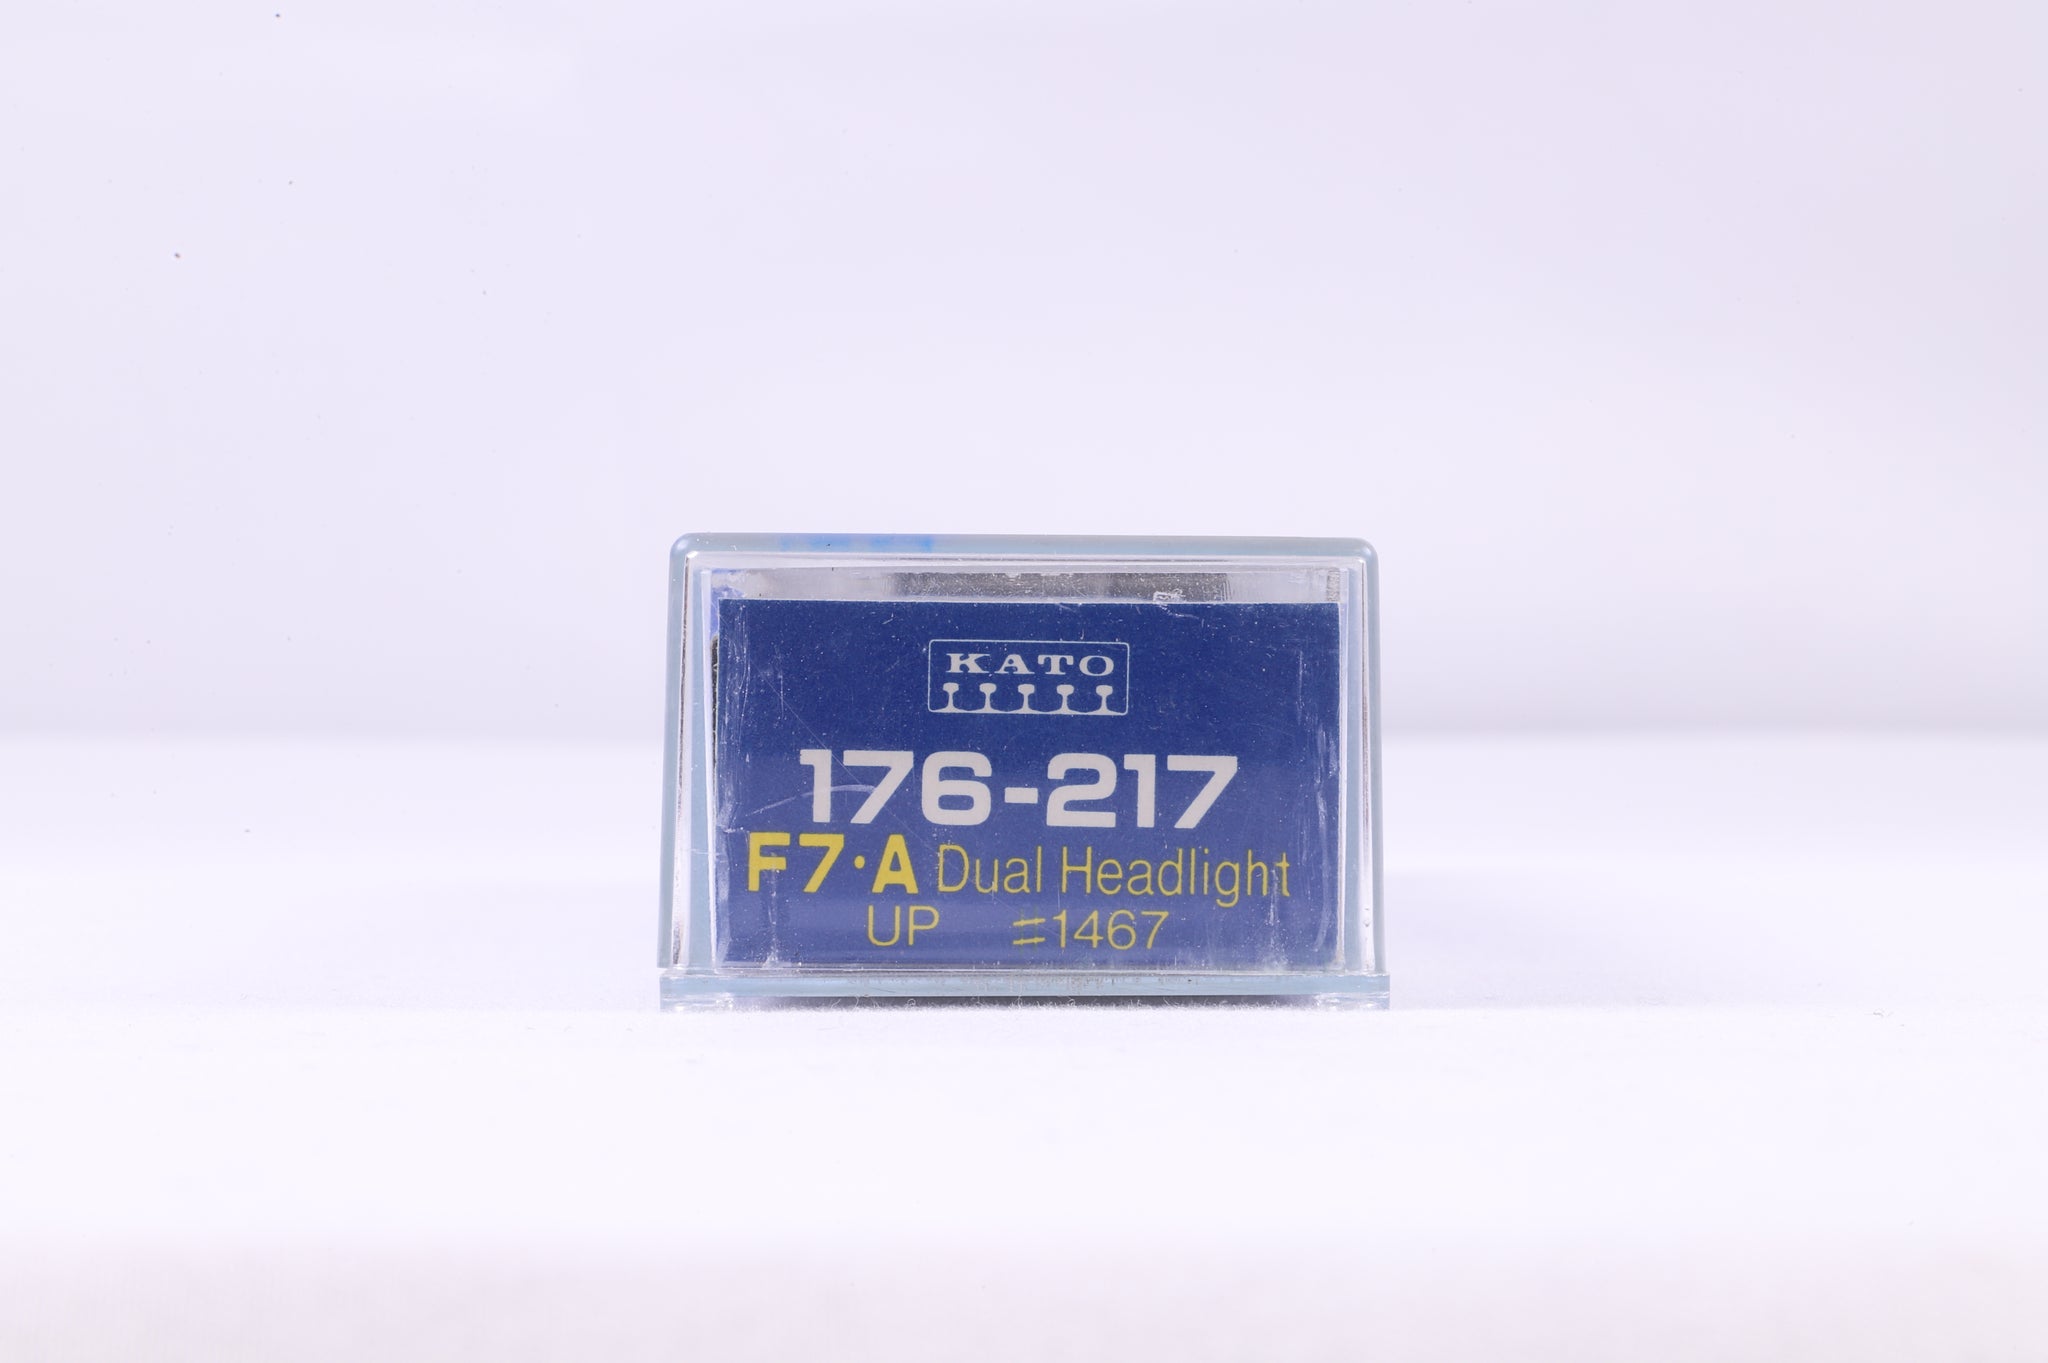 KATO
176-217
F7·A Dual Headlight
UP #1467